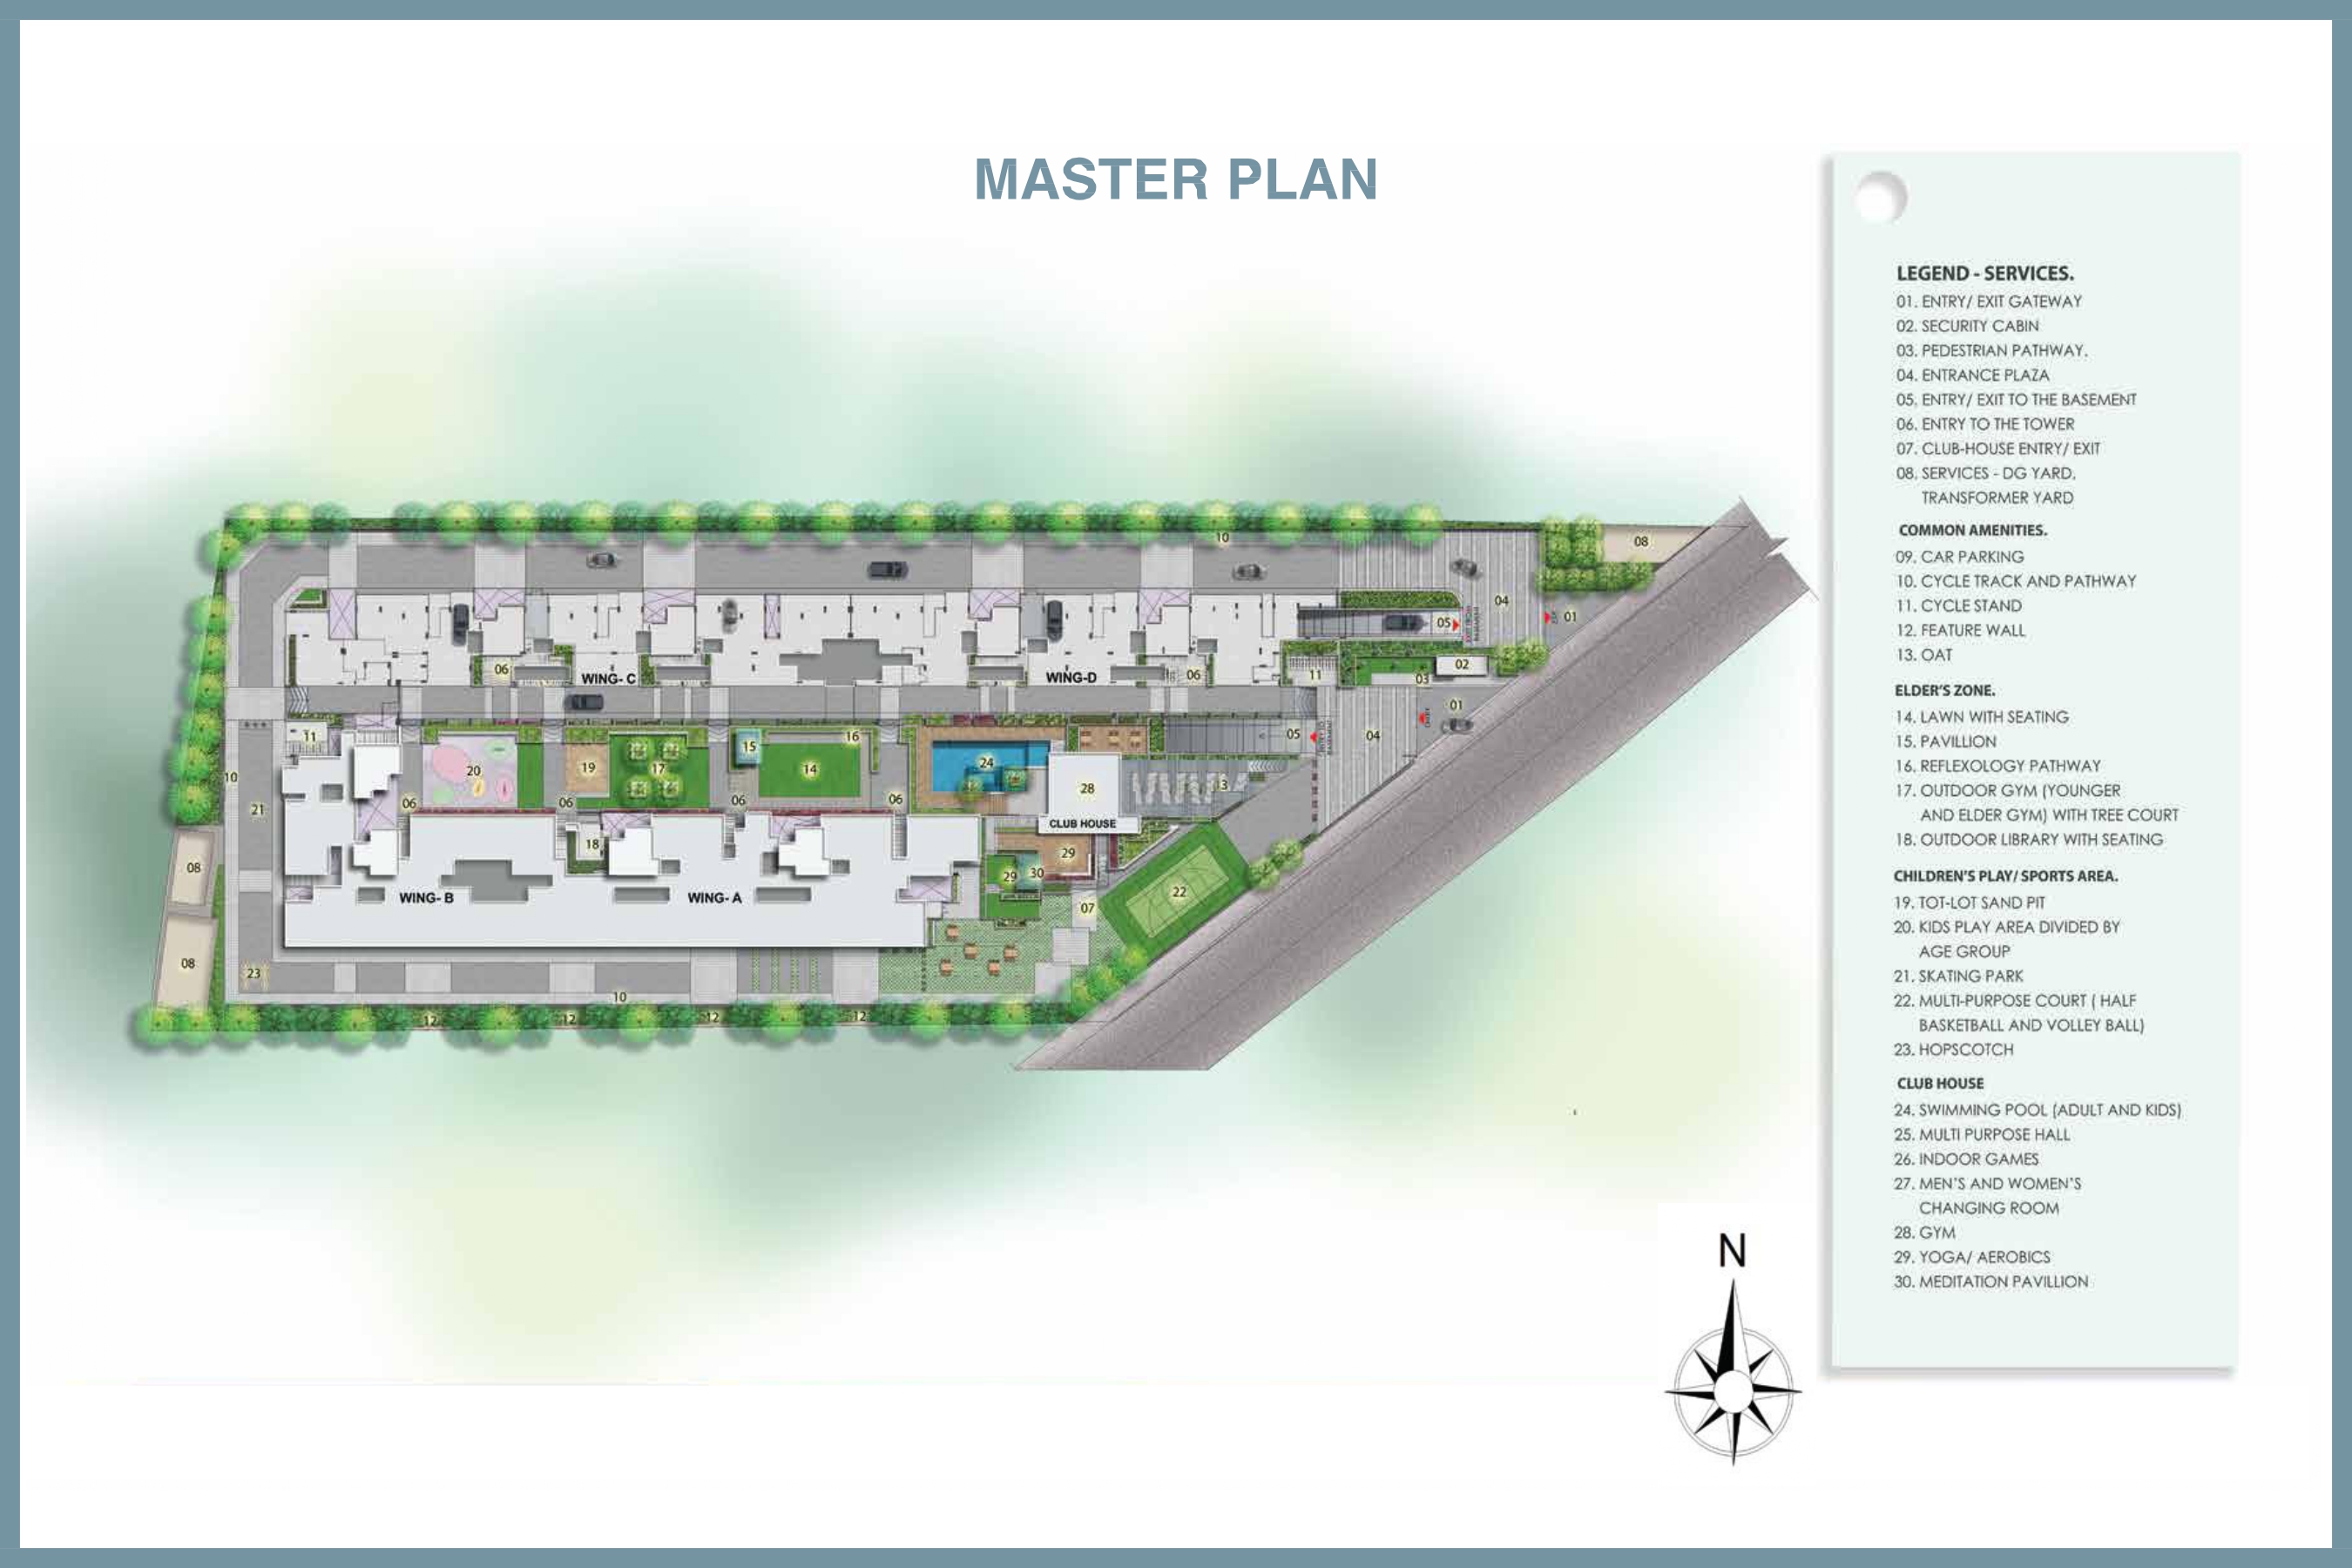 MASTER PLAN
LEGEND - SERVICES.
01. ENTRY/ EXIT GATEWAY
02. SECURITY CABIN
03. PEDESTRIAN PATHWAY.
04. ENTRANCE PLAZA
05. ENTRY/ EXIT TO THE BASEMENT
06. ENTRY TO THE TOWER
07. CLUB-HOUSE ENTRY/ EXIT
08. SERVICES - DG YARD,
TRANSFORMER YARD
COMMON AMENITIES.
09. CAR PARKING
10. CYCLE TRACK AND PATHWAY
11. CYCLE STAND
12. FEATURE WALL
13. OAT
ELDER'S ZONE.
14. LAWN WITH SEATING
15. PAVILLION
16. REFLEXOLOGY PATHWAY
17. OUTDOOR GYM (YOUNGER
AND ELDER GYM) WITH TREE COURT
18. OUTDOOR LIBRARY WITH SEATING
CHILDREN'S PLAY/ SPORTS AREA.
19. TOT-LOT SAND PIT
20. KIDS PLAY AREA DIVIDED BY
AGE GROUP
21. SKATING PARK
22. MULTI-PURPOSE COURT ( HALF
BASKETBALL AND VOLLEY BALL)
23. HOPSCOTCH
CLUB HOUSE
24. SWIMMING POOL (ADULT AND KIDS)
25. MULTI PURPOSE HALL
26. INDOOR GAMES
27. MEN'S AND WOMEN'S
CHANGING ROOM
28. GYM
29. YOGA/ AEROBICS
30. MEDITATION PAVILLION
10
08
04
01
05
06
WING- C
WING-D
06
11
02
03
01
11
16
15
05
04
10
20
19
17
14
24
28
13
21
06
06
06
06
CLUB HOUSE
18
29
08
29
30
22
WING- B
WING- A
07
08
23
10
12
12
12
12
N